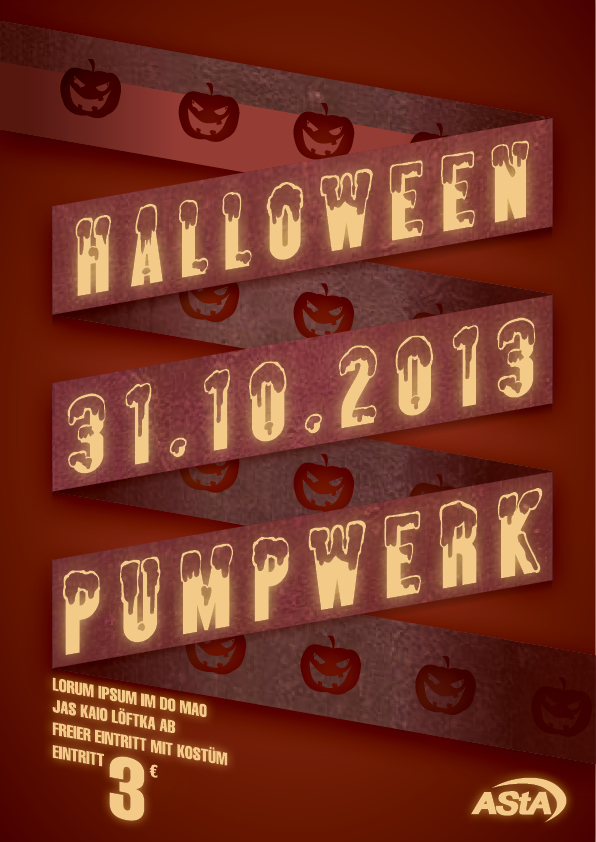 HALLOWEEN
31.10.2013
PUMPWERK
LORUM IPSUM IM DO MAO
JAS KAIO LÖFTKA AB
FREIER EINTRITT MIT KOSTÜM
EINTRITT 3 €
AStA